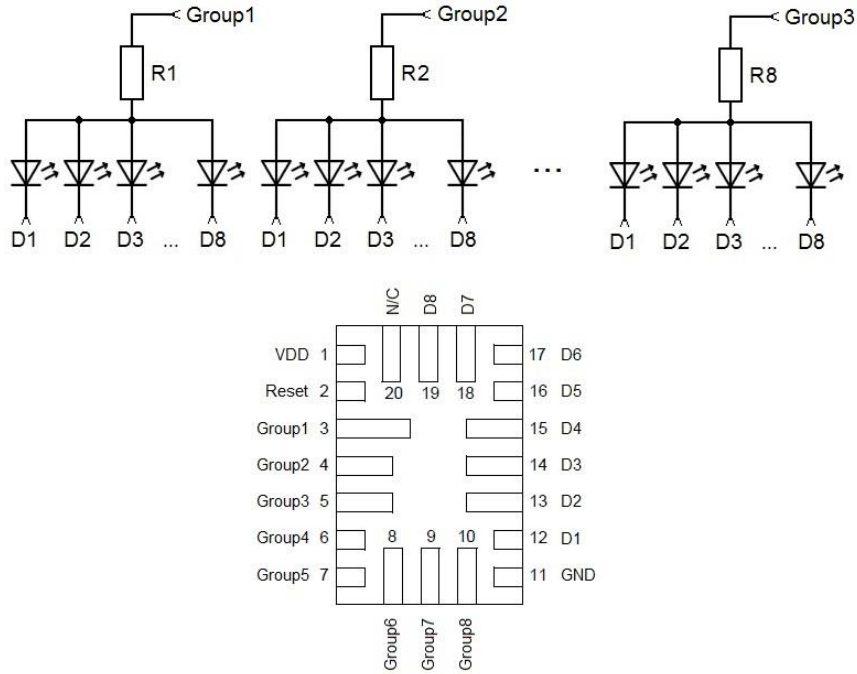 Group1 Group2 Group3
R1 R2 R8
...
D1 D2 D3 ... D8 D1 D2 D3 ... D8 D1 D2 D3 ... D8
N/C D8 D7
VDD 1 17 D6
Reset 2 20 19 18 16 D5
Group1 3 15 D4
Group2 4 14 D3
Group3 5 13 D2
Group4 6 8 9 10 12 D1
Group5 7 11 GND
Group6 Group7 Group8